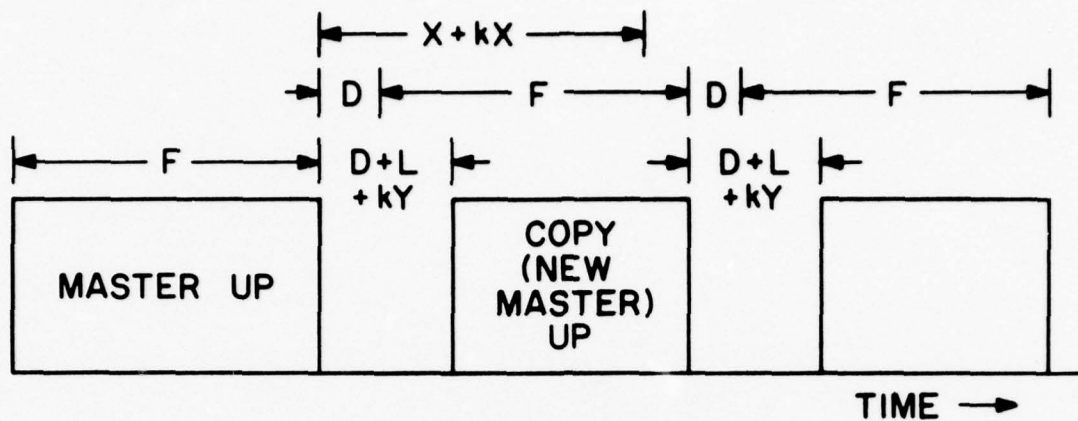 X + kX
D F D F
F D+L D+L
+kY +kY
MASTER UP
COPY
(NEW
MASTER)
UP
TIME